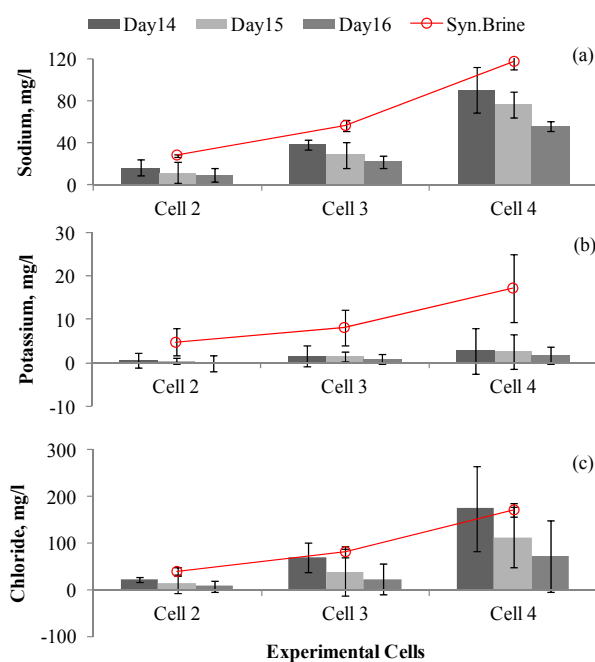 Day14 Day15 Day16 Syn.Brine
(a)
Sodium, mg/l
120
80
40
0
Cell 2 Cell 3 Cell 4
(b)
Potassium, mg/l
30
20
10
0
-10
Cell 2 Cell 3 Cell 4
(c)
Chloride, mg/l
300
200
100
0
-100
Cell 2 Cell 3 Cell 4
Experimental Cells